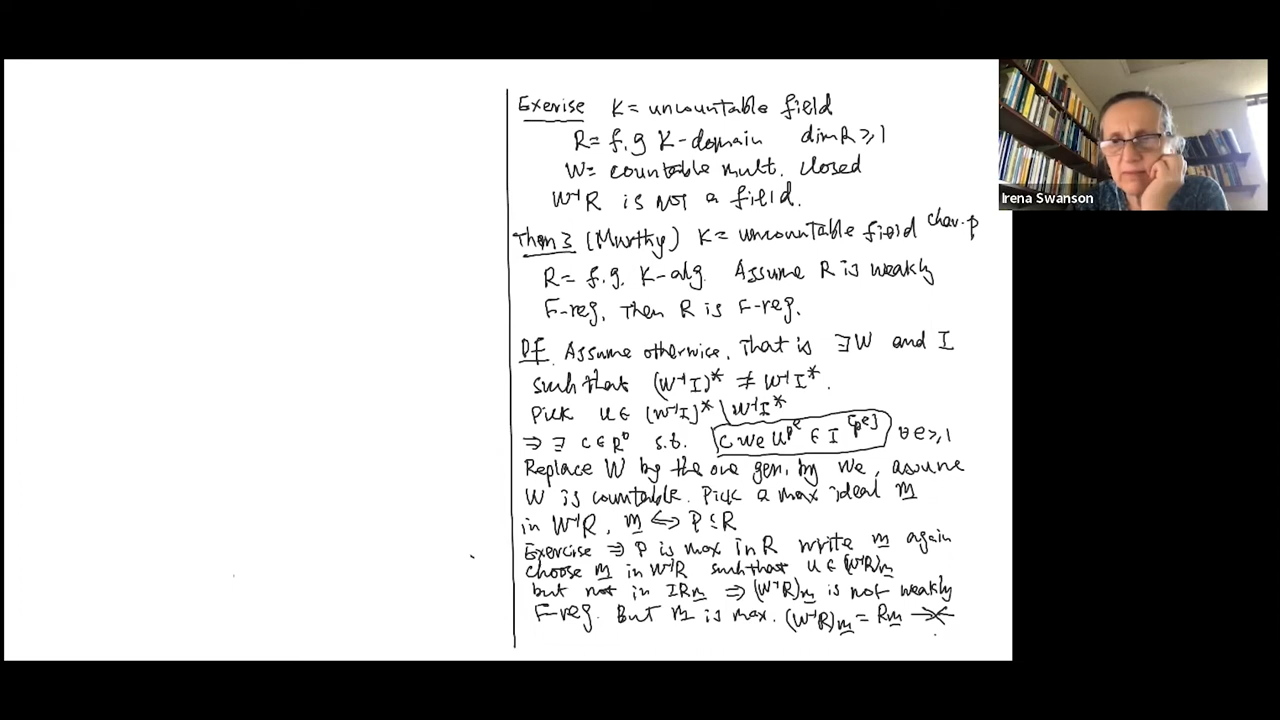 Exerise K = uncountable field
R = f.g K-domain dim R ≥ 1
W = countable mult. closed
W⁻¹R is not a field.
Thm 3 (Murthy) K = uncountable field char. p
R = f.g. K-alg. Assume R is weakly
F-reg. Then R is F-reg.
Pf. Assume otherwise. That is ∃W and I
such that (W⁻¹I)* ≠ W⁻¹I*.
Pick u ∈ (W⁻¹I)* \ W⁻¹I*
⇒ ∃ c ∈ R⁰ s.t. c w_e u^{p^e} ∈ I^{[p^e]} ∀ e ≥ 1
Replace W by the one gen. by w_e, assume
W is countable. Pick a max ideal m
in W⁻¹R, m ↔ P ⊆ R
Exercise ⇒ P is max in R write m again
choose m in W⁻¹R such that u ∈ (W⁻¹R)_m
but not in IR_m ⇒ (W⁻¹R)_m is not weakly
F-reg. But m is max. (W⁻¹R)_m = R_m
Irena Swanson